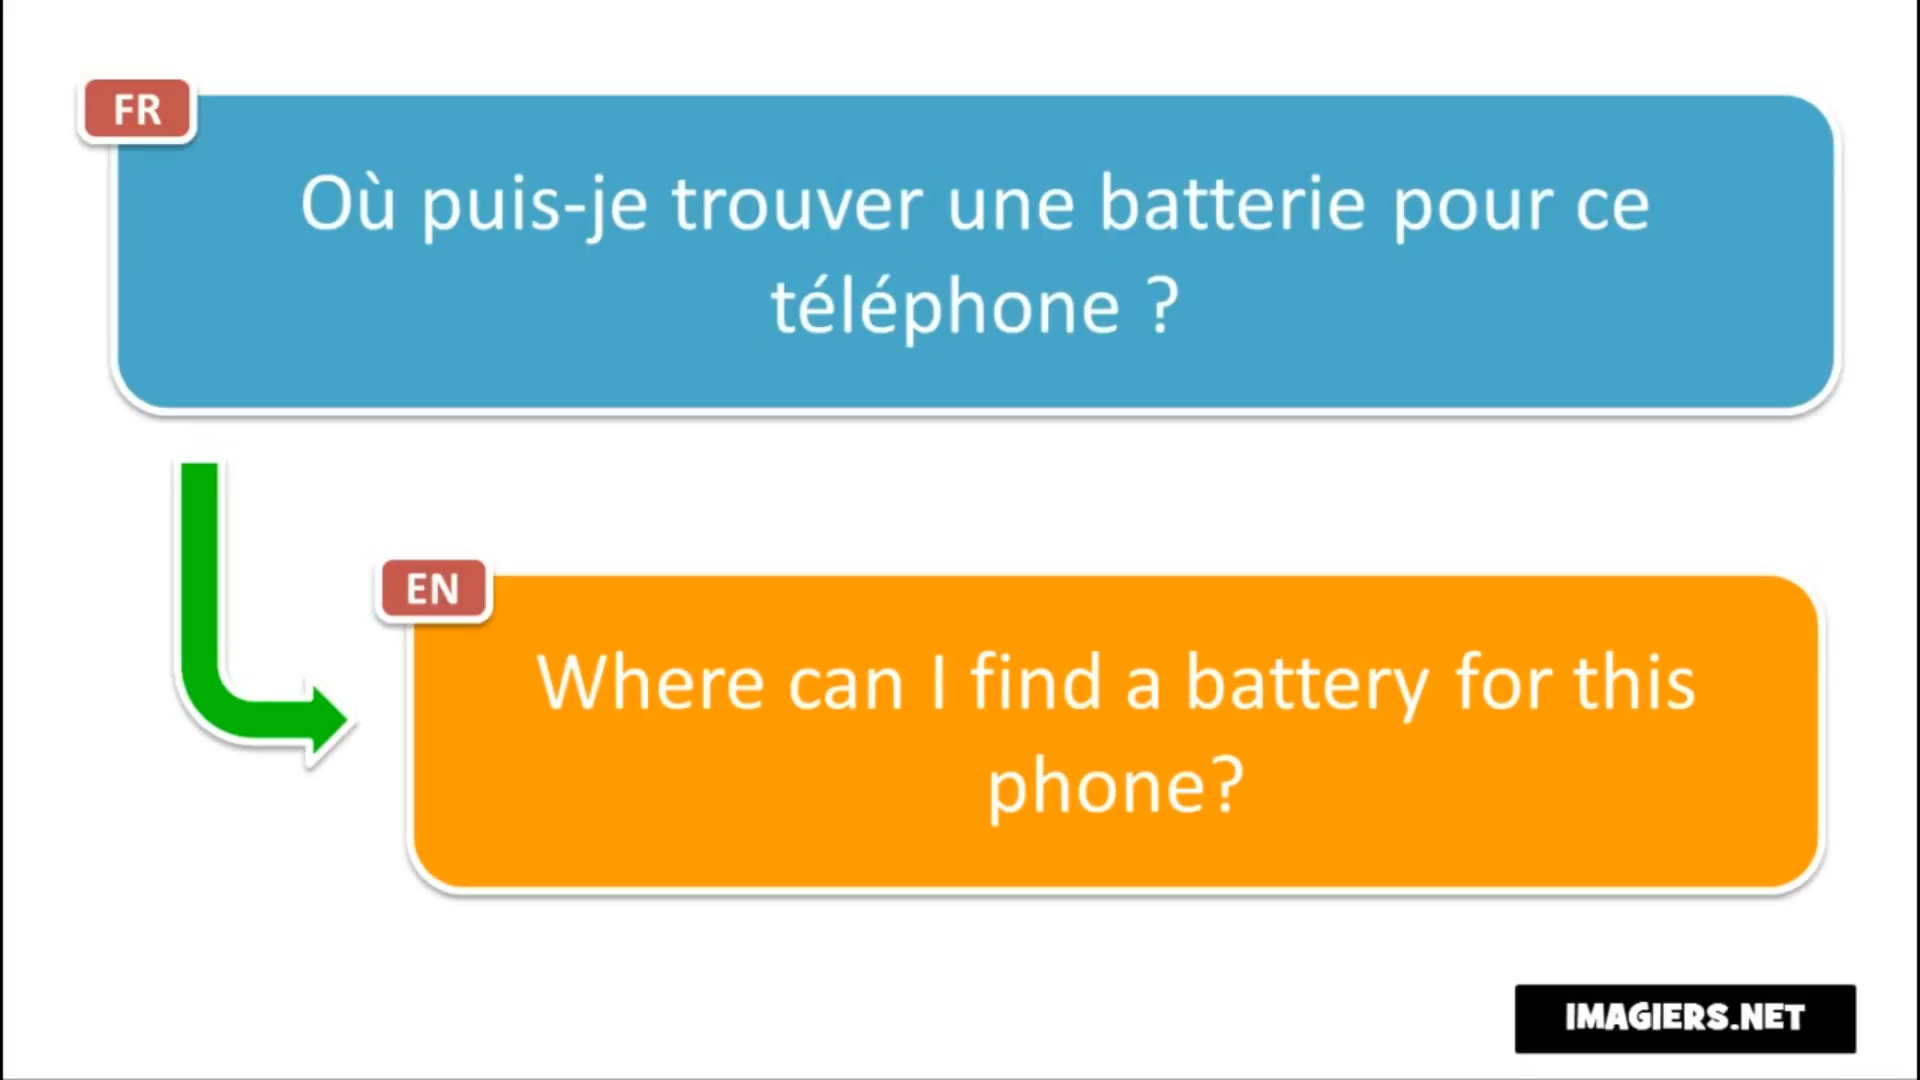 FR
Où puis-je trouver une batterie pour ce
téléphone ?
EN
Where can I find a battery for this
phone?
IMAGIERS.NET